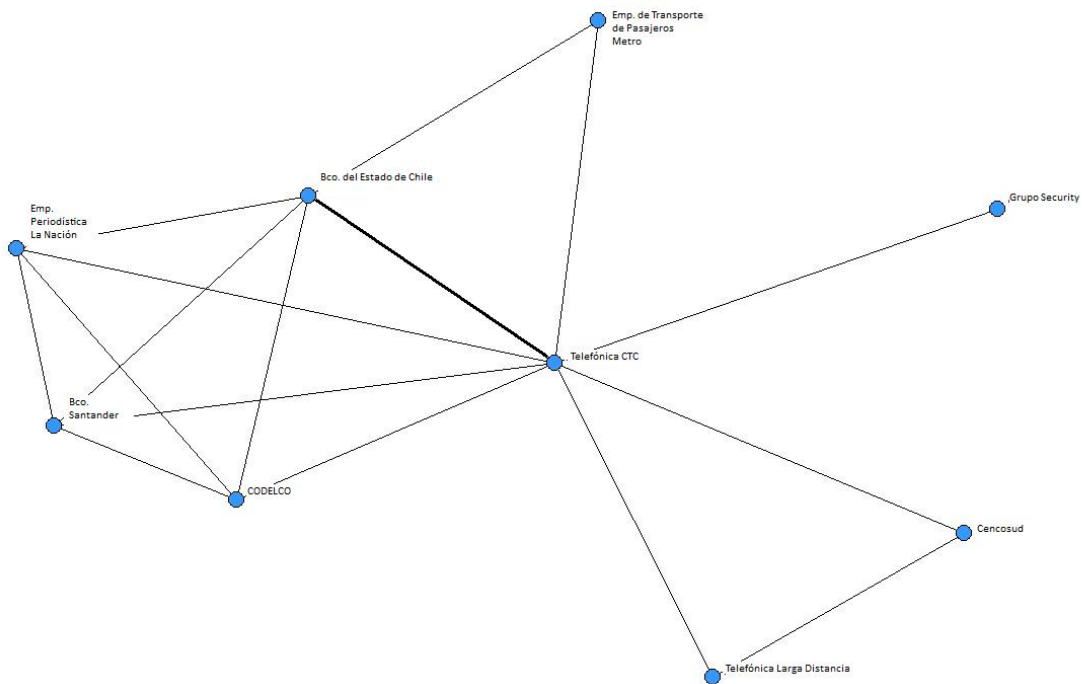 Emp. de Transporte
de Pasajeros
Metro
Bco. del Estado de Chile
Grupo Security
Emp.
Periodística
La Nación
Telefónica CTC
Bco.
Santander
CODELCO
Cencosud
Telefónica Larga Distancia